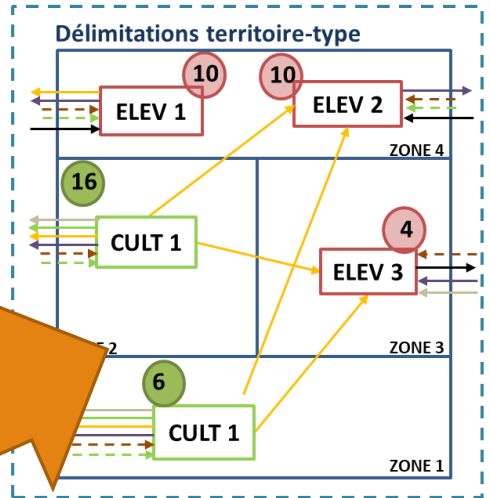 Délimitations territoire-type
10
10
ELEV 1
ELEV 2
ZONE 4
16
CULT 1
4
ELEV 3
2
ZONE 3
6
CULT 1
ZONE 1